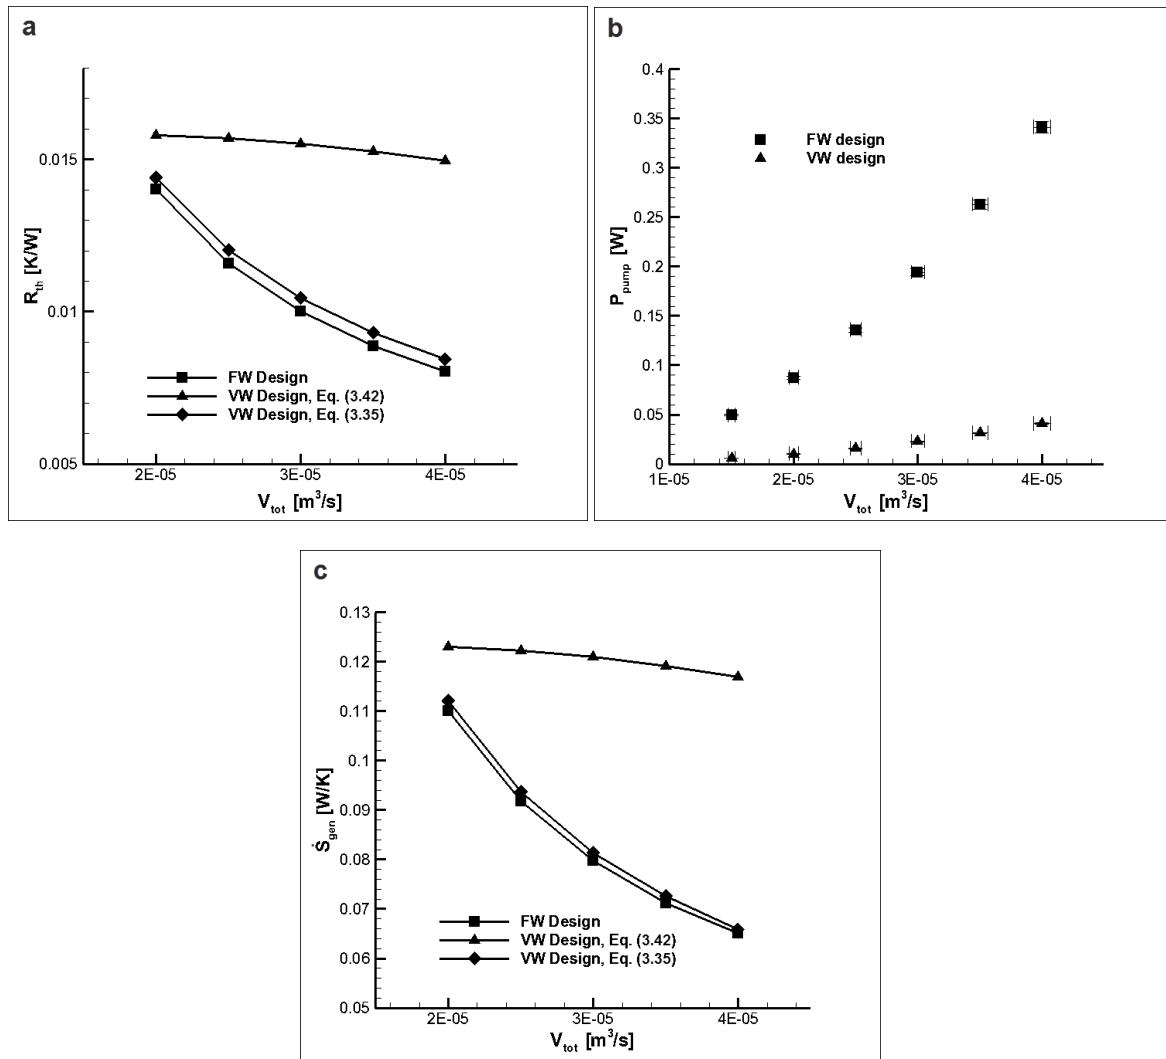 a
0.015
0.01
0.005
R_th [K/W]
FW Design
VW Design, Eq. (3.42)
VW Design, Eq. (3.35)
2E-05 3E-05 4E-05
V_tot [m³/s]
b
0.4
0.35
0.3
0.25
0.2
0.15
0.1
0.05
0
P_pump [W]
FW design
VW design
1E-05 2E-05 3E-05 4E-05
V_tot [m³/s]
c
0.13
0.12
0.11
0.1
0.09
0.08
0.07
0.06
0.05
Ṡ_gen [W/K]
FW Design
VW Design, Eq. (3.42)
VW Design, Eq. (3.35)
2E-05 3E-05 4E-05
V_tot [m³/s]